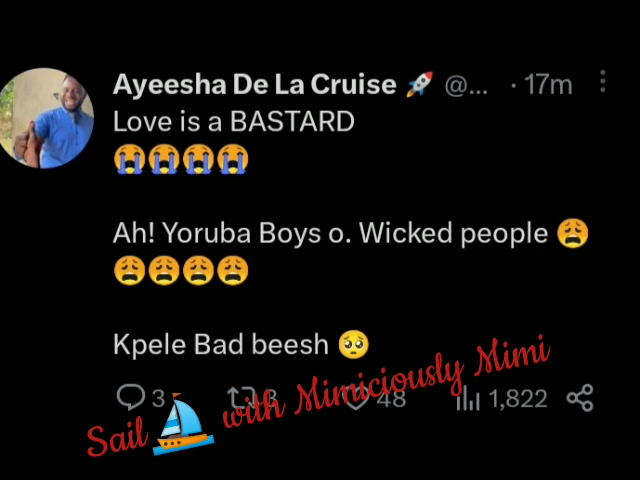 Ayeesha De La Cruise 🚀 @... · 17m
Love is a BASTARD
😭😭😭😭
Ah! Yoruba Boys o. Wicked people 😩
😩😩😩😩
Kpele Bad beesh 🥺
3 3 48 1,822
Sail ⛵ with Mimiciously Mimi